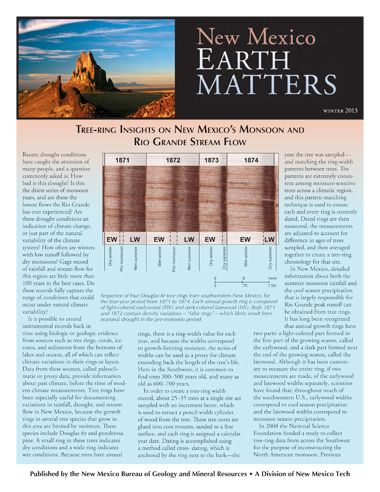 New Mexico
EARTH
MATTERS
WINTER 2013
TREE-RING INSIGHTS ON NEW MEXICO'S MONSOON AND
RIO GRANDE STREAM FLOW
Recent drought conditions
have caught the attention of
many people, and a question
commonly asked is: How
bad is this drought? Is this
the driest series of monsoon
years, and are these the
lowest flows the Rio Grande
has ever experienced? Are
these drought conditions an
indication of climate change,
or just part of the natural
variability of the climate
system? How often are winters
with low runoff followed by
dry monsoons? Gage record
of rainfall and stream flow for
this region are little more than
100 years in the best cases. Do
these records fully capture the
range of conditions that could
occur under natural climate
variability?
It is possible to extend
instrumental records back in
time using biologic or geologic evidence
from sources such as tree rings, corals, ice
cores, and sediments from the bottoms of
lakes and oceans, all of which can reflect
climate variations in their rings or layers.
Data from these sources, called paleocli-
matic or proxy data, provide information
about past climate, before the time of mod-
ern climate measurements. Tree rings have
been especially useful for documenting
variations in rainfall, drought, and stream
flow in New Mexico, because the growth
rings in several tree species that grow in
this area are limited by moisture. These
species include Douglas-fir and ponderosa
pine. A small ring in these trees indicates
dry conditions and a wide ring indicates
wet conditions. Because trees have annual
1871 1872 1873 1874
EW LW EW LW EW EW LW
Dry winter
Pre-monsoon
Wet summer
Dry winter
Wet summer
Dry winter
Dry summer
Dry winter
Dry summer
Sequence of four Douglas-fir tree rings from southwestern New Mexico, for
the four-year period from 1871 to 1874. Each annual growth ring is composed
of light-colored earlywood (EW) and dark-colored latewood (LW). Both 1871
and 1872 contain density variations—"false rings"—which likely result from
seasonal drought in the pre-monsoon period.
rings, there is a ring-width value for each
year, and because the widths correspond
to growth-limiting moisture, the series of
widths can be used as a proxy for climate
extending back the length of the tree's life.
Here in the Southwest, it is common to
find trees 300–500 years old, and many as
old as 600–700 years.
In order to create a tree-ring width
record, about 25–35 trees at a single site are
sampled with an increment borer, which
is used to extract a pencil-width cylinder
of wood from the tree. These tree cores are
glued into core mounts, sanded to a fine
surface, and each ring is assigned a calendar
year date. Dating is accomplished using
a method called cross-dating, which is
anchored by the ring next to the bark—the
year the tree was sampled—
and matching the ring-width
patterns between trees. The
patterns are extremely consis-
tent among moisture-sensitive
trees across a climatic region,
and this pattern-matching
technique is used to ensure
each and every ring is correctly
dated. Dated rings are then
measured, the measurements
are adjusted to account for
difference in ages of trees
sampled, and then averaged
together to create a tree-ring
chronology for that site.
In New Mexico, detailed
information about both the
summer monsoon rainfall and
the cool season precipitation
that is largely responsible for
Rio Grande peak runoff can
be obtained from tree rings.
It has long been recognized
that annual growth rings have
two parts: a light-colored part formed in
the first part of the growing season, called
the earlywood, and a dark part formed near
the end of the growing season, called the
latewood. Although it has been custom-
ary to measure the entire ring, if two
measurements are made, of the earlywood
and latewood widths separately, scientists
have found that, throughout much of
the southwestern U.S., earlywood widths
correspond to cool season precipitation
and the latewood widths correspond to
monsoon season precipitation.
In 2008 the National Science
Foundation funded a study to collect
tree-ring data from across the Southwest
for the purpose of reconstructing the
North American monsoon. Previous
Published by the New Mexico Bureau of Geology and Mineral Resources • A Division of New Mexico Tech